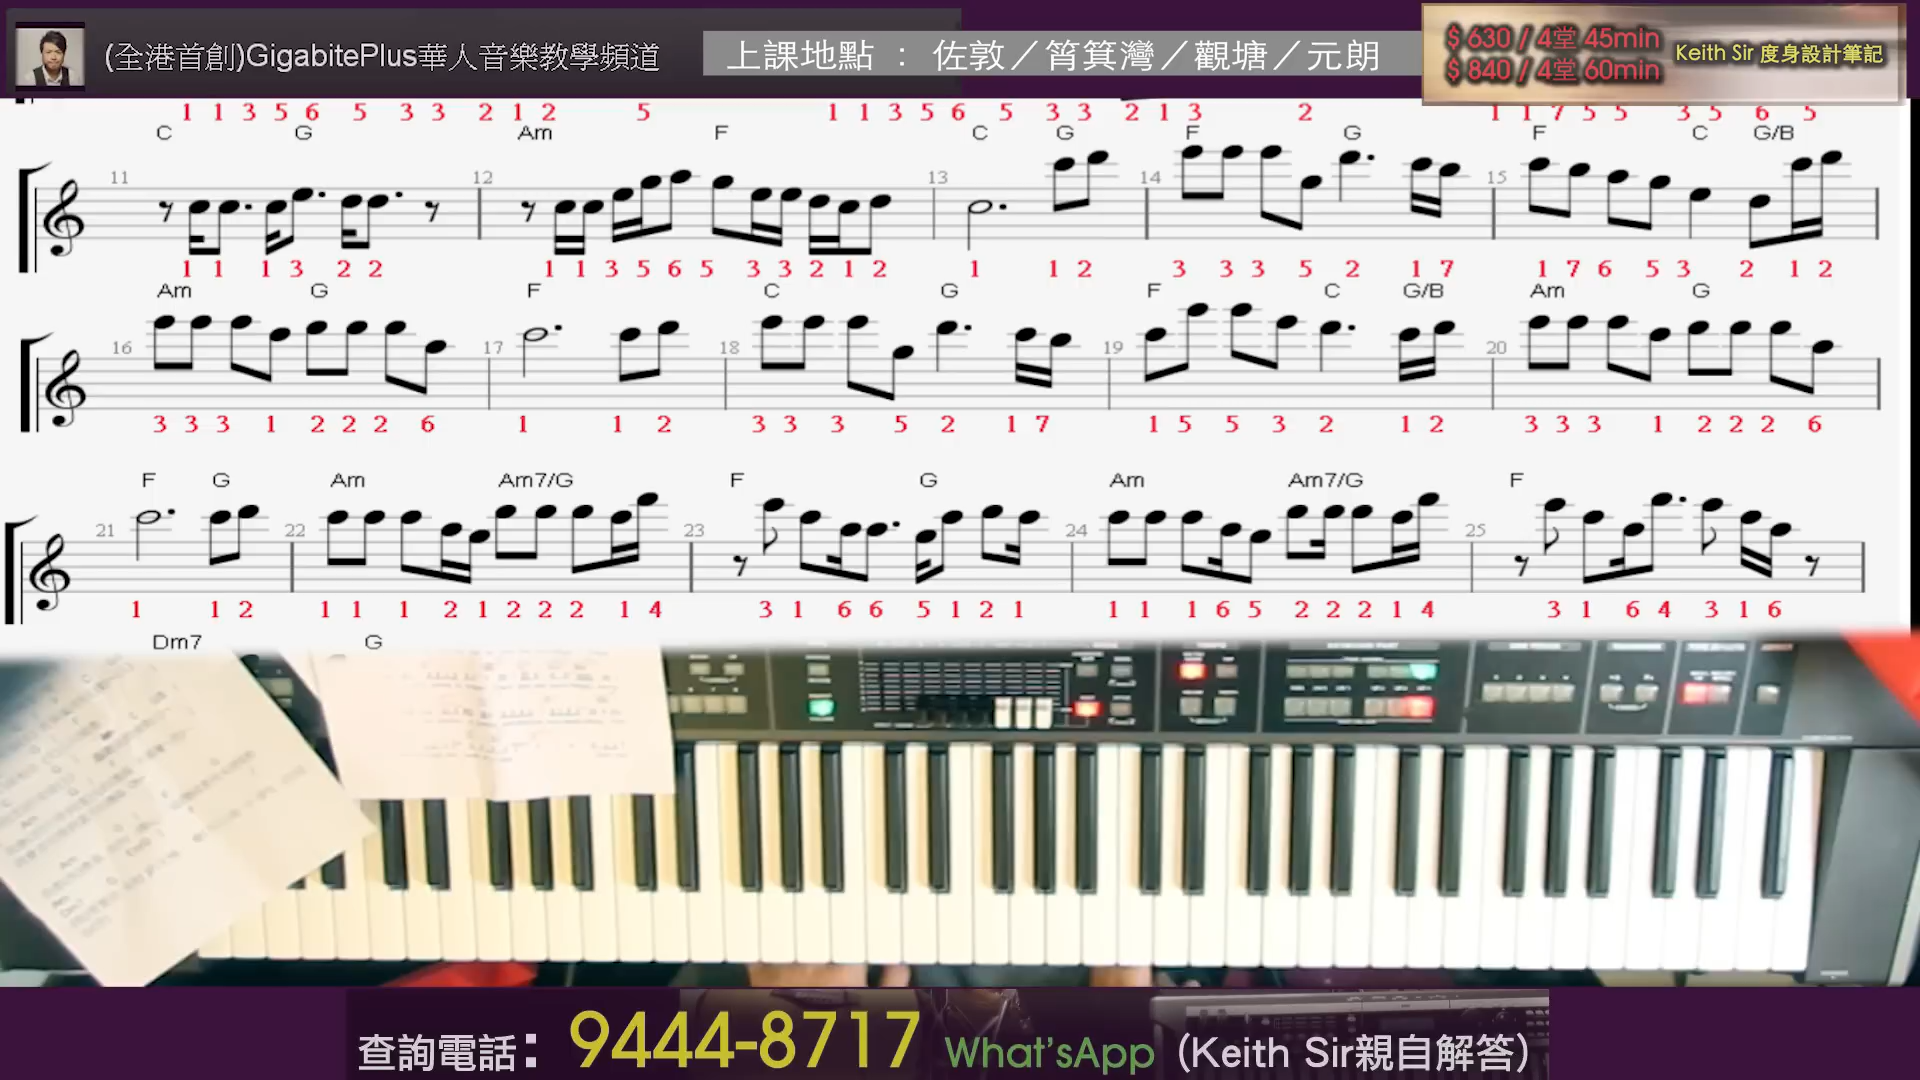 (全港首創)GigabitePlus華人音樂教學頻道
上課地點 : 佐敦／筲箕灣／觀塘／元朗
$ 630 / 4堂 45min
$ 840 / 4堂 60min
Keith Sir 度身設計筆記
1 1 3 5 6 5 3 3 2 1 2 5 1 1 3 5 6 5 3 3 2 1 3 2 1 1 7 5 5 3 5 6 5
C G Am F C G F G F C G/B
11 12 13 14 15
1 1 1 3 2 2 1 1 3 5 6 5 3 3 2 1 2 1 1 2 3 3 3 5 2 1 7 1 7 6 5 3 2 1 2
Am G F C G F C G/B Am G
16 17 18 19 20
3 3 3 1 2 2 2 6 1 1 2 3 3 3 5 2 1 7 1 5 5 3 2 1 2 3 3 3 1 2 2 2 6
F G Am Am7/G F G Am Am7/G F
21 22 23 24 25
1 1 2 1 1 1 2 1 2 2 2 1 4 3 1 6 6 5 1 2 1 1 1 1 6 5 2 2 2 1 4 3 1 6 4 3 1 6
Dm7 G
查詢電話：9444-8717 What'sApp (Keith Sir親自解答)